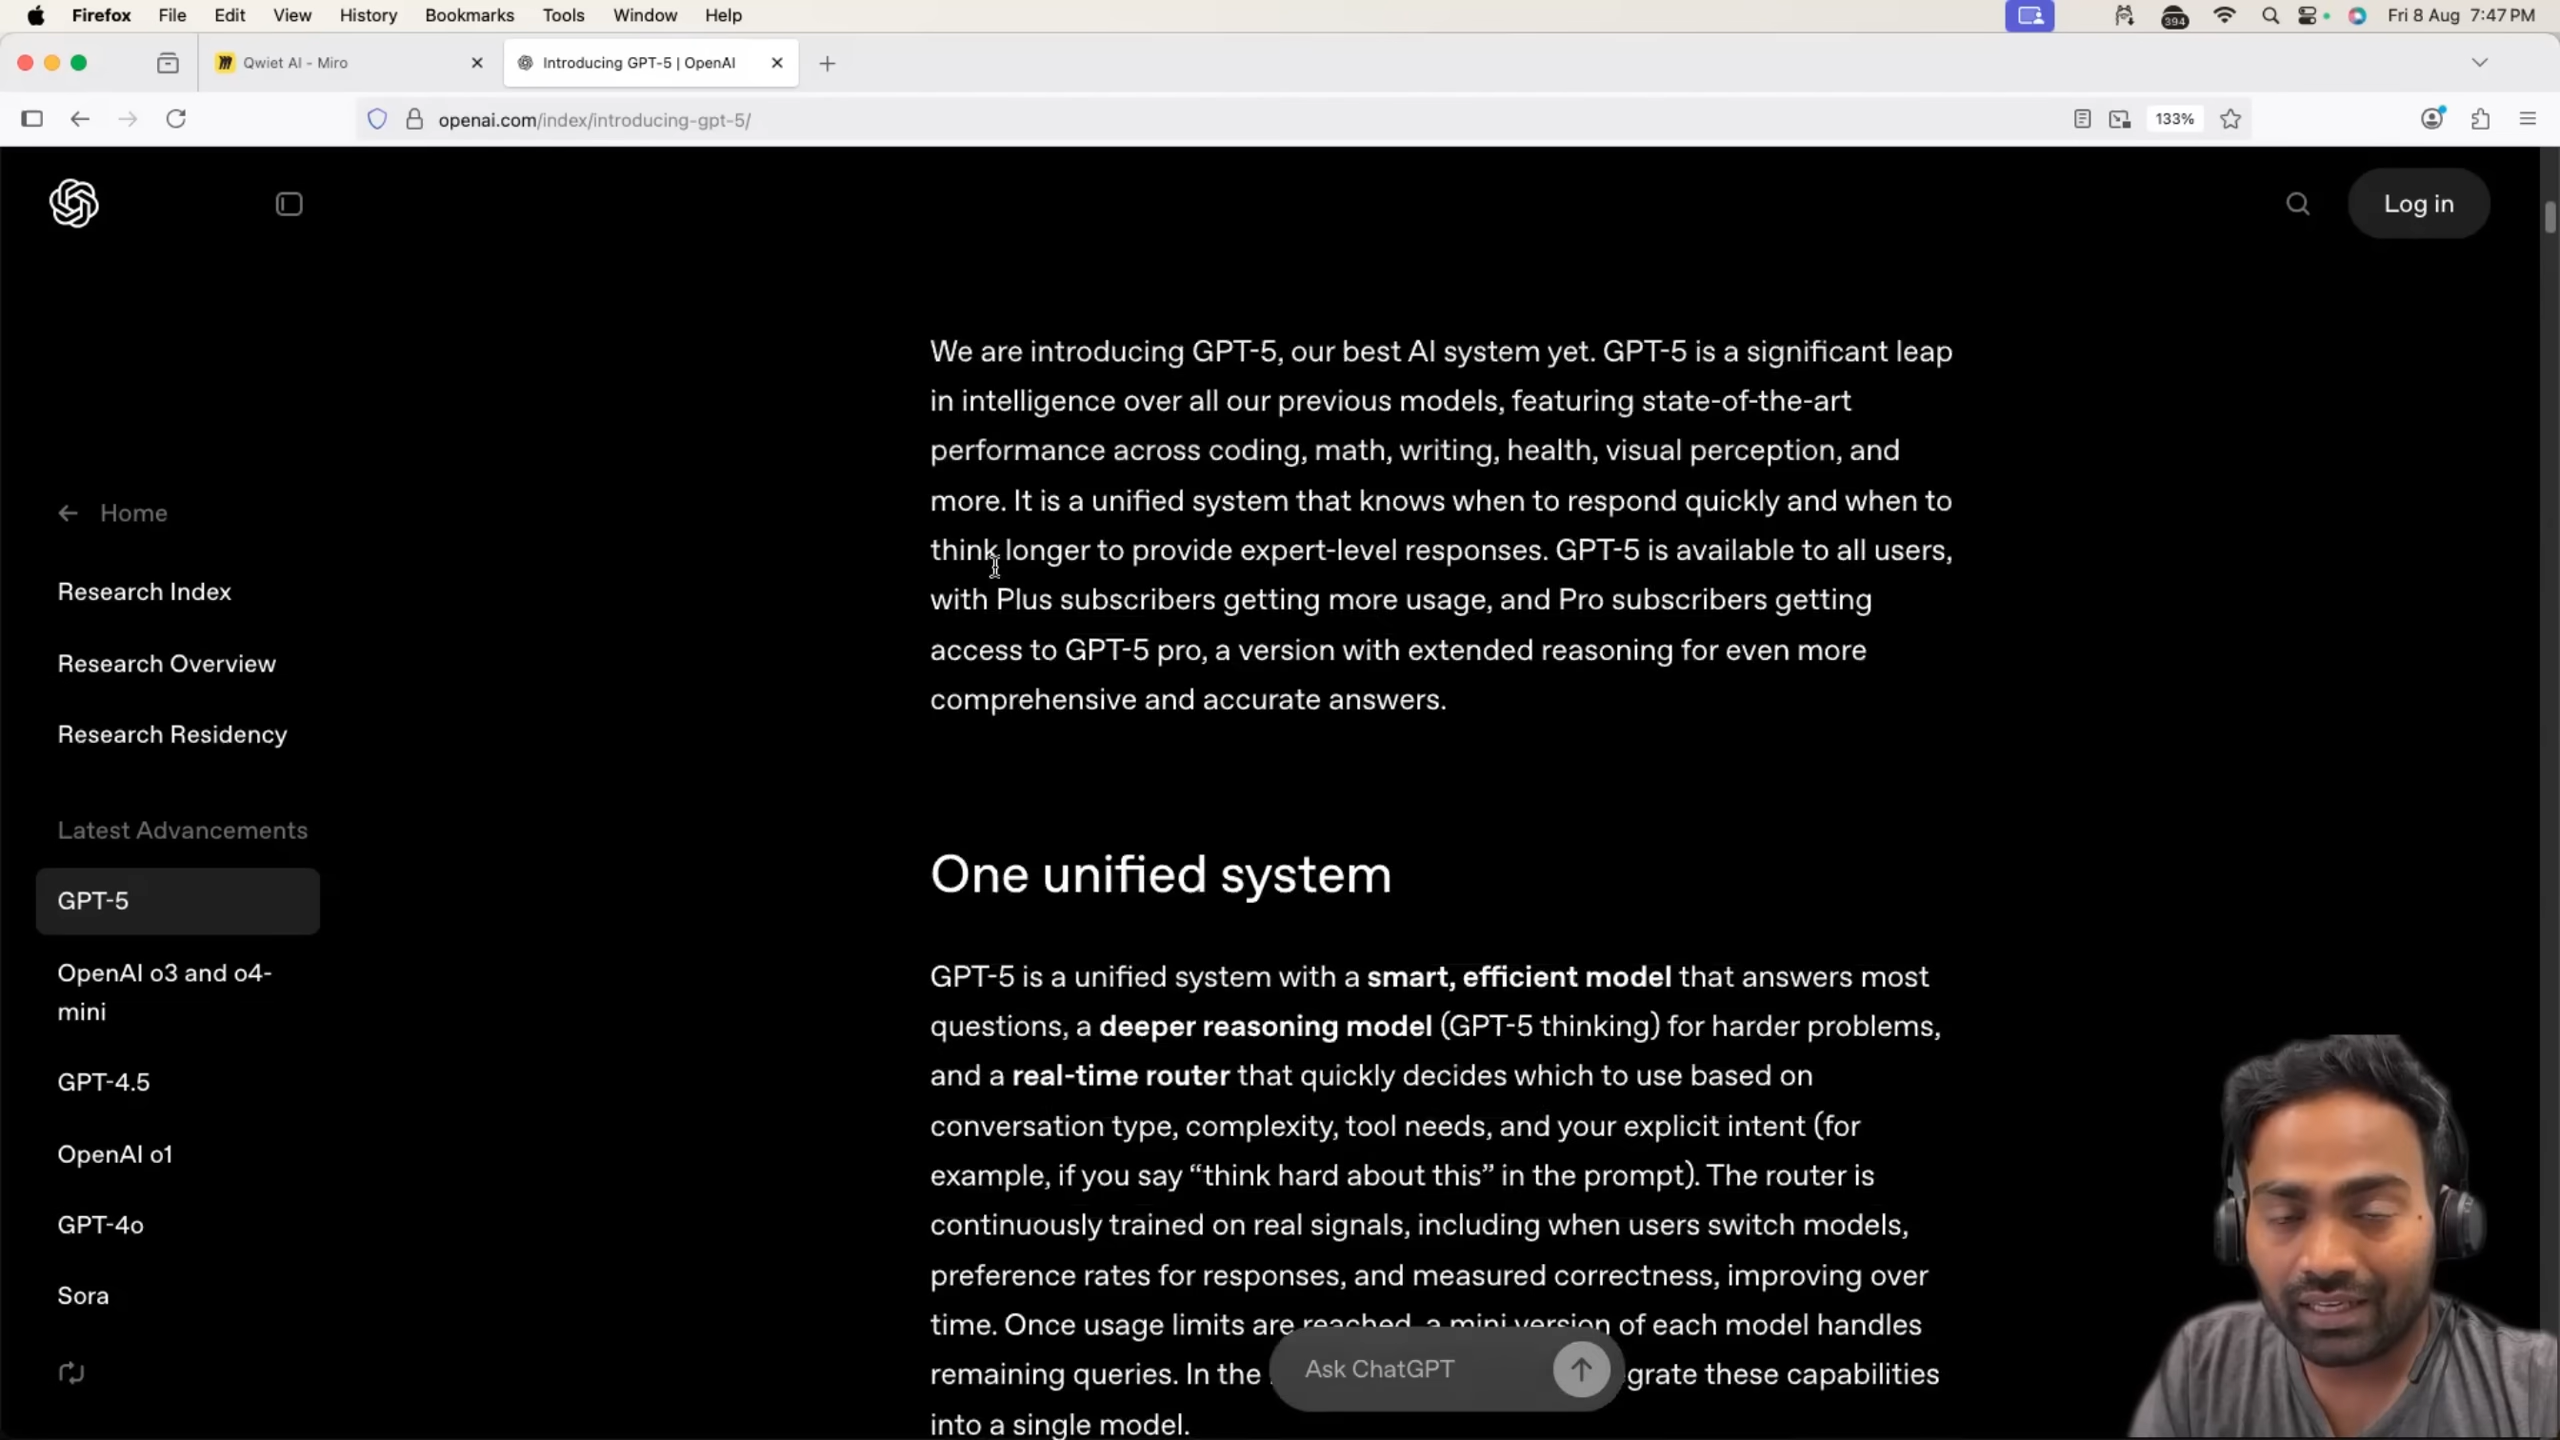 Firefox File Edit View History Bookmarks Tools Window Help
394
Fri 8 Aug 7:47 PM
Qwiet AI - Miro
Introducing GPT-5 | OpenAI
openai.com/index/introducing-gpt-5/
133%
Log in
Home
Research Index
Research Overview
Research Residency
Latest Advancements
GPT-5
OpenAI o3 and o4-
mini
GPT-4.5
OpenAI o1
GPT-4o
Sora
We are introducing GPT-5, our best AI system yet. GPT-5 is a significant leap
in intelligence over all our previous models, featuring state-of-the-art
performance across coding, math, writing, health, visual perception, and
more. It is a unified system that knows when to respond quickly and when to
think longer to provide expert-level responses. GPT-5 is available to all users,
with Plus subscribers getting more usage, and Pro subscribers getting
access to GPT-5 pro, a version with extended reasoning for even more
comprehensive and accurate answers.
One unified system
GPT-5 is a unified system with a smart, efficient model that answers most
questions, a deeper reasoning model (GPT-5 thinking) for harder problems,
and a real-time router that quickly decides which to use based on
conversation type, complexity, tool needs, and your explicit intent (for
example, if you say “think hard about this” in the prompt). The router is
continuously trained on real signals, including when users switch models,
preference rates for responses, and measured correctness, improving over
time. Once usage limits are reached, a mini version of each model handles
remaining queries. In the grate these capabilities
into a single model.
Ask ChatGPT